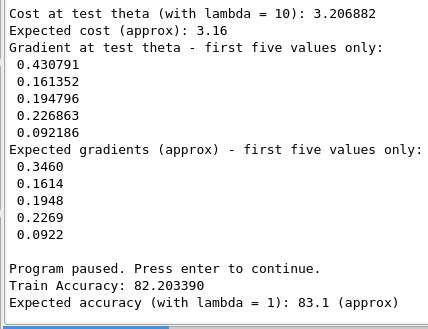 Cost at test theta (with lambda = 10): 3.206882
Expected cost (approx): 3.16
Gradient at test theta - first five values only:
0.430791
0.161352
0.194796
0.226863
0.092186
Expected gradients (approx) - first five values only:
0.3460
0.1614
0.1948
0.2269
0.0922
Program paused. Press enter to continue.
Train Accuracy: 82.203390
Expected accuracy (with lambda = 1): 83.1 (approx)